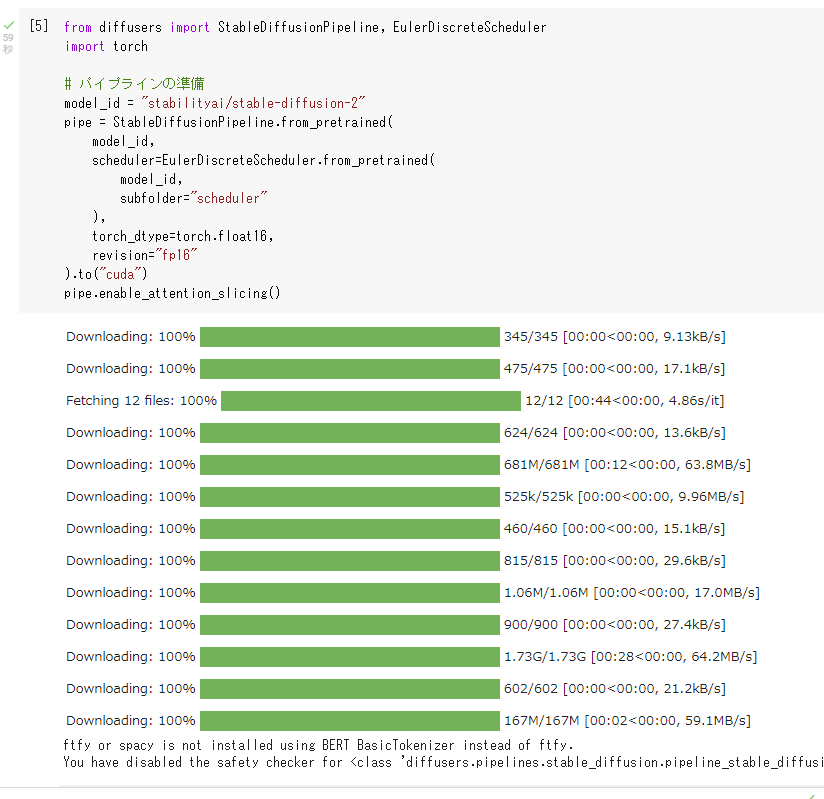 [5] from diffusers import StableDiffusionPipeline, EulerDiscreteScheduler
59
秒
import torch
# パイプラインの準備
model_id = "stabilityai/stable-diffusion-2"
pipe = StableDiffusionPipeline.from_pretrained(
    model_id,
    scheduler=EulerDiscreteScheduler.from_pretrained(
        model_id,
        subfolder="scheduler"
    ),
    torch_dtype=torch.float16,
    revision="fp16"
).to("cuda")
pipe.enable_attention_slicing()
Downloading: 100% 345/345 [00:00<00:00, 9.13kB/s]
Downloading: 100% 475/475 [00:00<00:00, 17.1kB/s]
Fetching 12 files: 100% 12/12 [00:44<00:00, 4.86s/it]
Downloading: 100% 624/624 [00:00<00:00, 13.6kB/s]
Downloading: 100% 681M/681M [00:12<00:00, 63.8MB/s]
Downloading: 100% 525k/525k [00:00<00:00, 9.96MB/s]
Downloading: 100% 460/460 [00:00<00:00, 15.1kB/s]
Downloading: 100% 815/815 [00:00<00:00, 29.6kB/s]
Downloading: 100% 1.06M/1.06M [00:00<00:00, 17.0MB/s]
Downloading: 100% 900/900 [00:00<00:00, 27.4kB/s]
Downloading: 100% 1.73G/1.73G [00:28<00:00, 64.2MB/s]
Downloading: 100% 602/602 [00:00<00:00, 21.2kB/s]
Downloading: 100% 167M/167M [00:02<00:00, 59.1MB/s]
ftfy or spacy is not installed using BERT BasicTokenizer instead of ftfy.
You have disabled the safety checker for <class 'diffusers.pipelines.stable_diffusion.pipeline_stable_diffusi